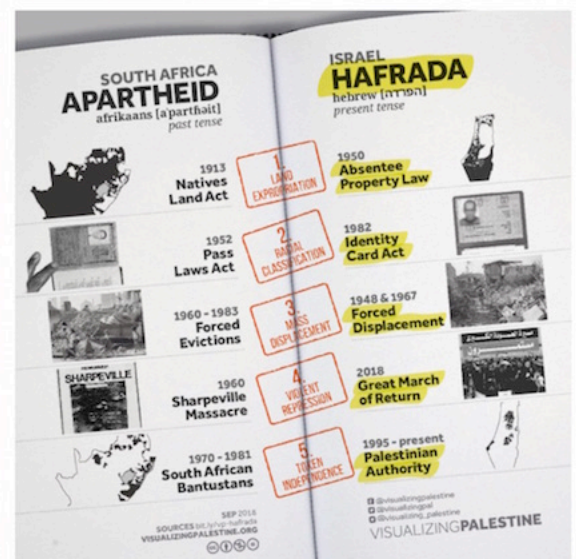 SOUTH AFRICA
APARTHEID
afrikaans [aˈpartɦəit]
past tense
ISRAEL
HAFRADA
hebrew [הפרדה]
present tense
1913
Natives
Land Act
1.
LAND
EXPROPRIATION
1950
Absentee
Property Law
1952
Pass
Laws Act
2.
RACIAL
CLASSIFICATION
1982
Identity
Card Act
1960 - 1983
Forced
Evictions
3.
MASS
DISPLACEMENT
1948 & 1967
Forced
Displacement
SHARPEVILLE
1960
Sharpeville
Massacre
4.
VIOLENT
REPRESSION
2018
Great March
of Return
1970 - 1981
South African
Bantustans
5.
TOKEN
INDEPENDENCE
1995 - present
Palestinian
Authority
SEP 2018
SOURCES bit.ly/vp-hafrada
VISUALIZINGPALESTINE.ORG
@visualizingpalestine
@visualizingpal
@visualizing_palestine
VISUALIZINGPALESTINE